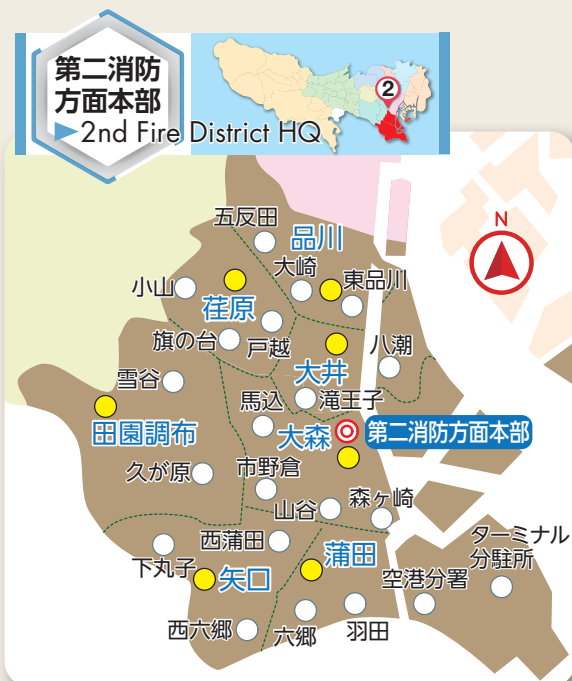 第二消防
方面本部
2nd Fire District HQ
2
N
五反田
品川
大崎
東品川
小山
荏原
旗の台
戸越
大井
八潮
雪谷
馬込
滝王子
田園調布
大森
第二消防方面本部
久が原
市野倉
山谷
森ヶ崎
西蒲田
ターミナル
分駐所
下丸子
矢口
蒲田
空港分署
西六郷
六郷
羽田